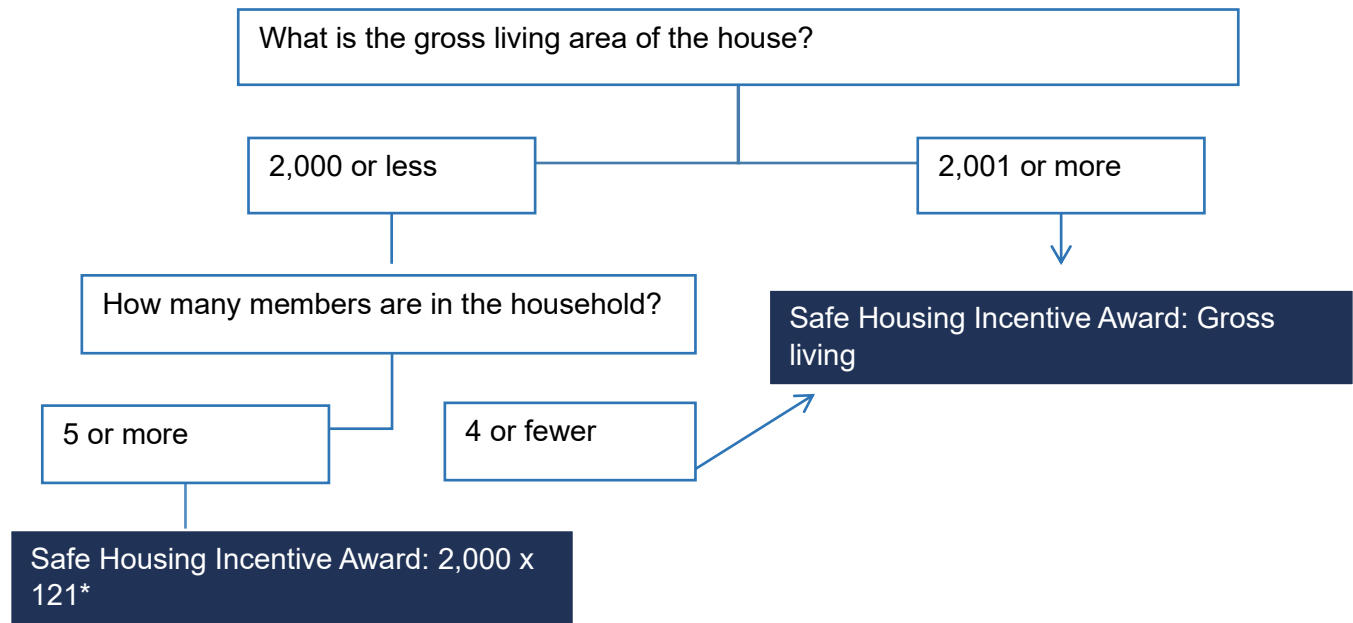 What is the gross living area of the house?
2,000 or less
2,001 or more
How many members are in the household?
Safe Housing Incentive Award: Gross
living
5 or more
4 or fewer
Safe Housing Incentive Award: 2,000 x
121*